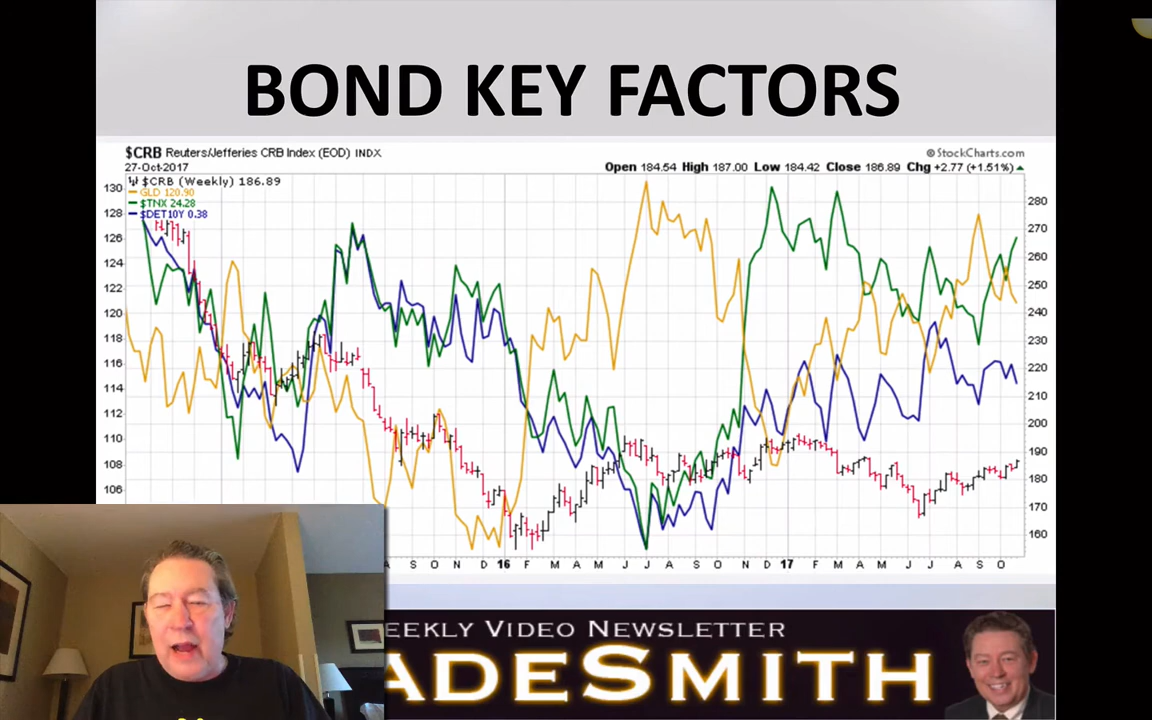 BOND KEY FACTORS
$CRB Reuters/Jefferies CRB Index (EOD) INDX
© StockCharts.com
27-Oct-2017
Open 184.54 High 187.00 Low 184.42 Close 186.89 Chg +2.77 (+1.51%)
$CRB (Weekly) 186.89
GLD 120.90
$TNX 24.28
$DET10Y 0.38
130
128
126
124
122
120
118
116
114
112
110
108
106
280
270
260
250
240
230
220
210
200
190
180
170
160
A S O N D 16 F M A M J J A S O N D 17 F M A M J J A S O
EEKLY VIDEO NEWSLETTER
ADESMITH